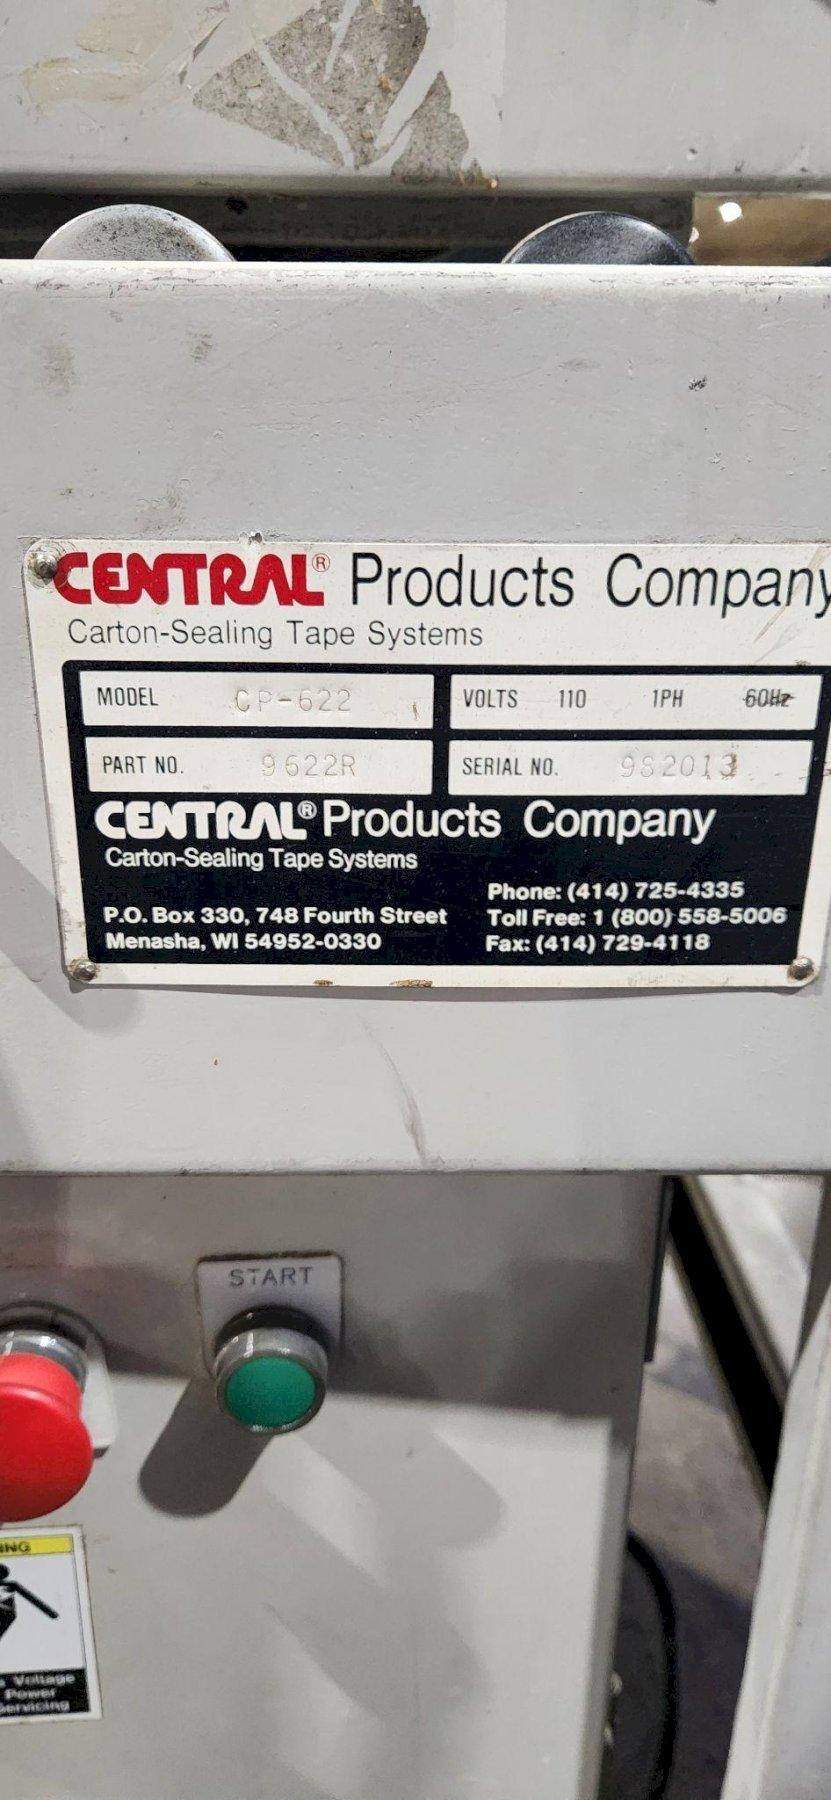 CENTRAL® Products Company
Carton-Sealing Tape Systems
MODEL CP-622
VOLTS 110 1PH 60Hz
PART NO. 9622R
SERIAL NO. 982013
CENTRAL® Products Company
Carton-Sealing Tape Systems
P.O. Box 330, 748 Fourth Street
Menasha, WI 54952-0330
Phone: (414) 725-4335
Toll Free: 1 (800) 558-5006
Fax: (414) 729-4118
START
Voltage
Power